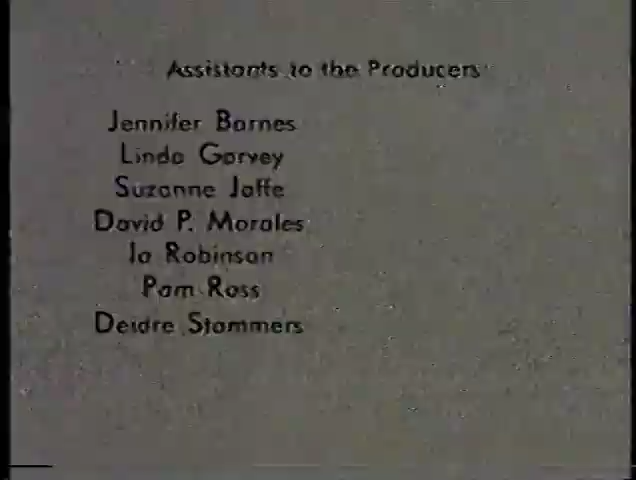 Assistants to the Producers
Jennifer Barnes
Linda Garvey
Suzanne Jaffe
David P. Morales
Jo Robinson
Pam Ross
Deidre Stammers